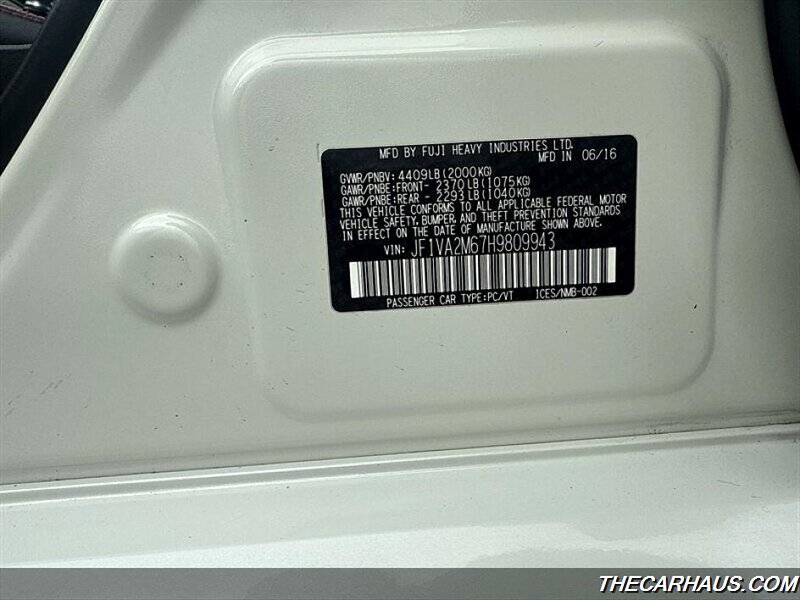 MFD BY FUJI HEAVY INDUSTRIES LTD.
MFD IN 06/16
GVWR/PNBV: 4409LB(2000KG)
GAWR/PNBE:FRONT- 2370LB(1075KG)
GAWR/PNBE:REAR - 2293LB(1040KG)
THIS VEHICLE CONFORMS TO ALL APPLICABLE FEDERAL MOTOR
VEHICLE SAFETY, BUMPER, AND THEFT PREVENTION STANDARDS
IN EFFECT ON THE DATE OF MANUFACTURE SHOWN ABOVE.
VIN: JF1VA2M67H9809943
PASSENGER CAR TYPE:PC/VT ICES/NMB-002
THECARHAUS.COM